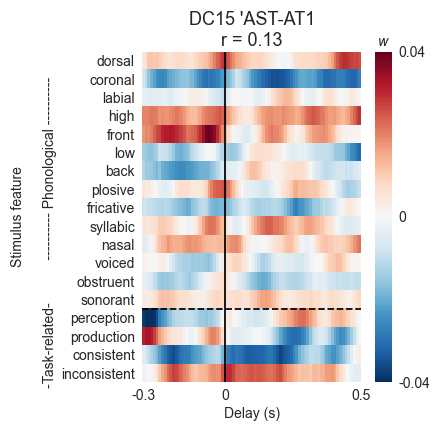 DC15 'AST-AT1
r = 0.13
w
dorsal
coronal
labial
high
front
low
back
plosive
fricative
syllabic
nasal
voiced
obstruent
sonorant
perception
production
consistent
inconsistent
Stimulus feature
---------- Phonological ----------
-Task-related-
0.04
0
-0.04
-0.3
0
0.5
Delay (s)